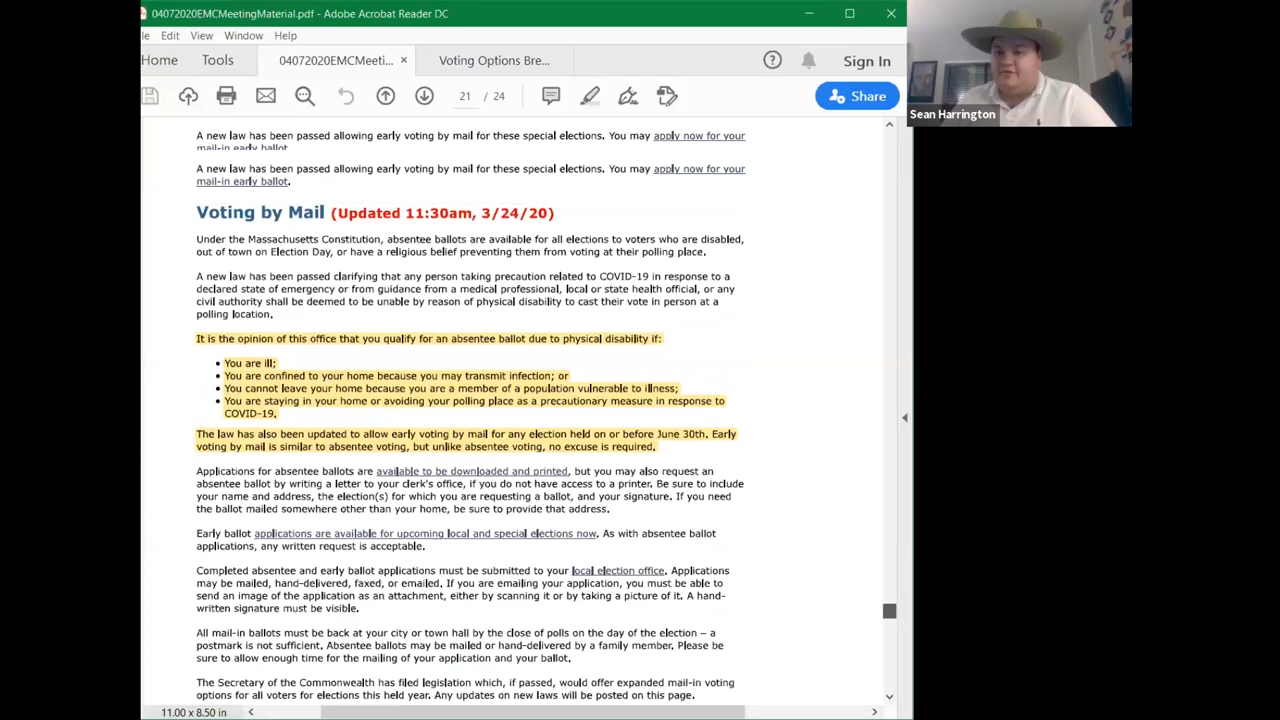 04072020EMCMeetingMaterial.pdf - Adobe Acrobat Reader DC
le Edit View Window Help
Home Tools 04072020EMCMeeti... × Voting Options Bre... Sign In
21 / 24 Share
Sean Harrington
A new law has been passed allowing early voting by mail for these special elections. You may apply now for your
mail-in early ballot
A new law has been passed allowing early voting by mail for these special elections. You may apply now for your
mail-in early ballot.
Voting by Mail (Updated 11:30am, 3/24/20)
Under the Massachusetts Constitution, absentee ballots are available for all elections to voters who are disabled,
out of town on Election Day, or have a religious belief preventing them from voting at their polling place.
A new law has been passed clarifying that any person taking precaution related to COVID-19 in response to a
declared state of emergency or from guidance from a medical professional, local or state health official, or any
civil authority shall be deemed to be unable by reason of physical disability to cast their vote in person at a
polling location.
It is the opinion of this office that you qualify for an absentee ballot due to physical disability if:
• You are ill;
• You are confined to your home because you may transmit infection; or
• You cannot leave your home because you are a member of a population vulnerable to illness;
• You are staying in your home or avoiding your polling place as a precautionary measure in response to
COVID-19.
The law has also been updated to allow early voting by mail for any election held on or before June 30th. Early
voting by mail is similar to absentee voting, but unlike absentee voting, no excuse is required.
Applications for absentee ballots are available to be downloaded and printed, but you may also request an
absentee ballot by writing a letter to your clerk's office, if you do not have access to a printer. Be sure to include
your name and address, the election(s) for which you are requesting a ballot, and your signature. If you need
the ballot mailed somewhere other than your home, be sure to provide that address.
Early ballot applications are available for upcoming local and special elections now. As with absentee ballot
applications, any written request is acceptable.
Completed absentee and early ballot applications must be submitted to your local election office. Applications
may be mailed, hand-delivered, faxed, or emailed. If you are emailing your application, you must be able to
send an image of the application as an attachment, either by scanning it or by taking a picture of it. A hand-
written signature must be visible.
All mail-in ballots must be back at your city or town hall by the close of polls on the day of the election – a
postmark is not sufficient. Absentee ballots may be mailed or hand-delivered by a family member. Please be
sure to allow enough time for the mailing of your application and your ballot.
The Secretary of the Commonwealth has filed legislation which, if passed, would offer expanded mail-in voting
options for all voters for elections this held year. Any updates on new laws will be posted on this page.
11.00 x 8.50 in